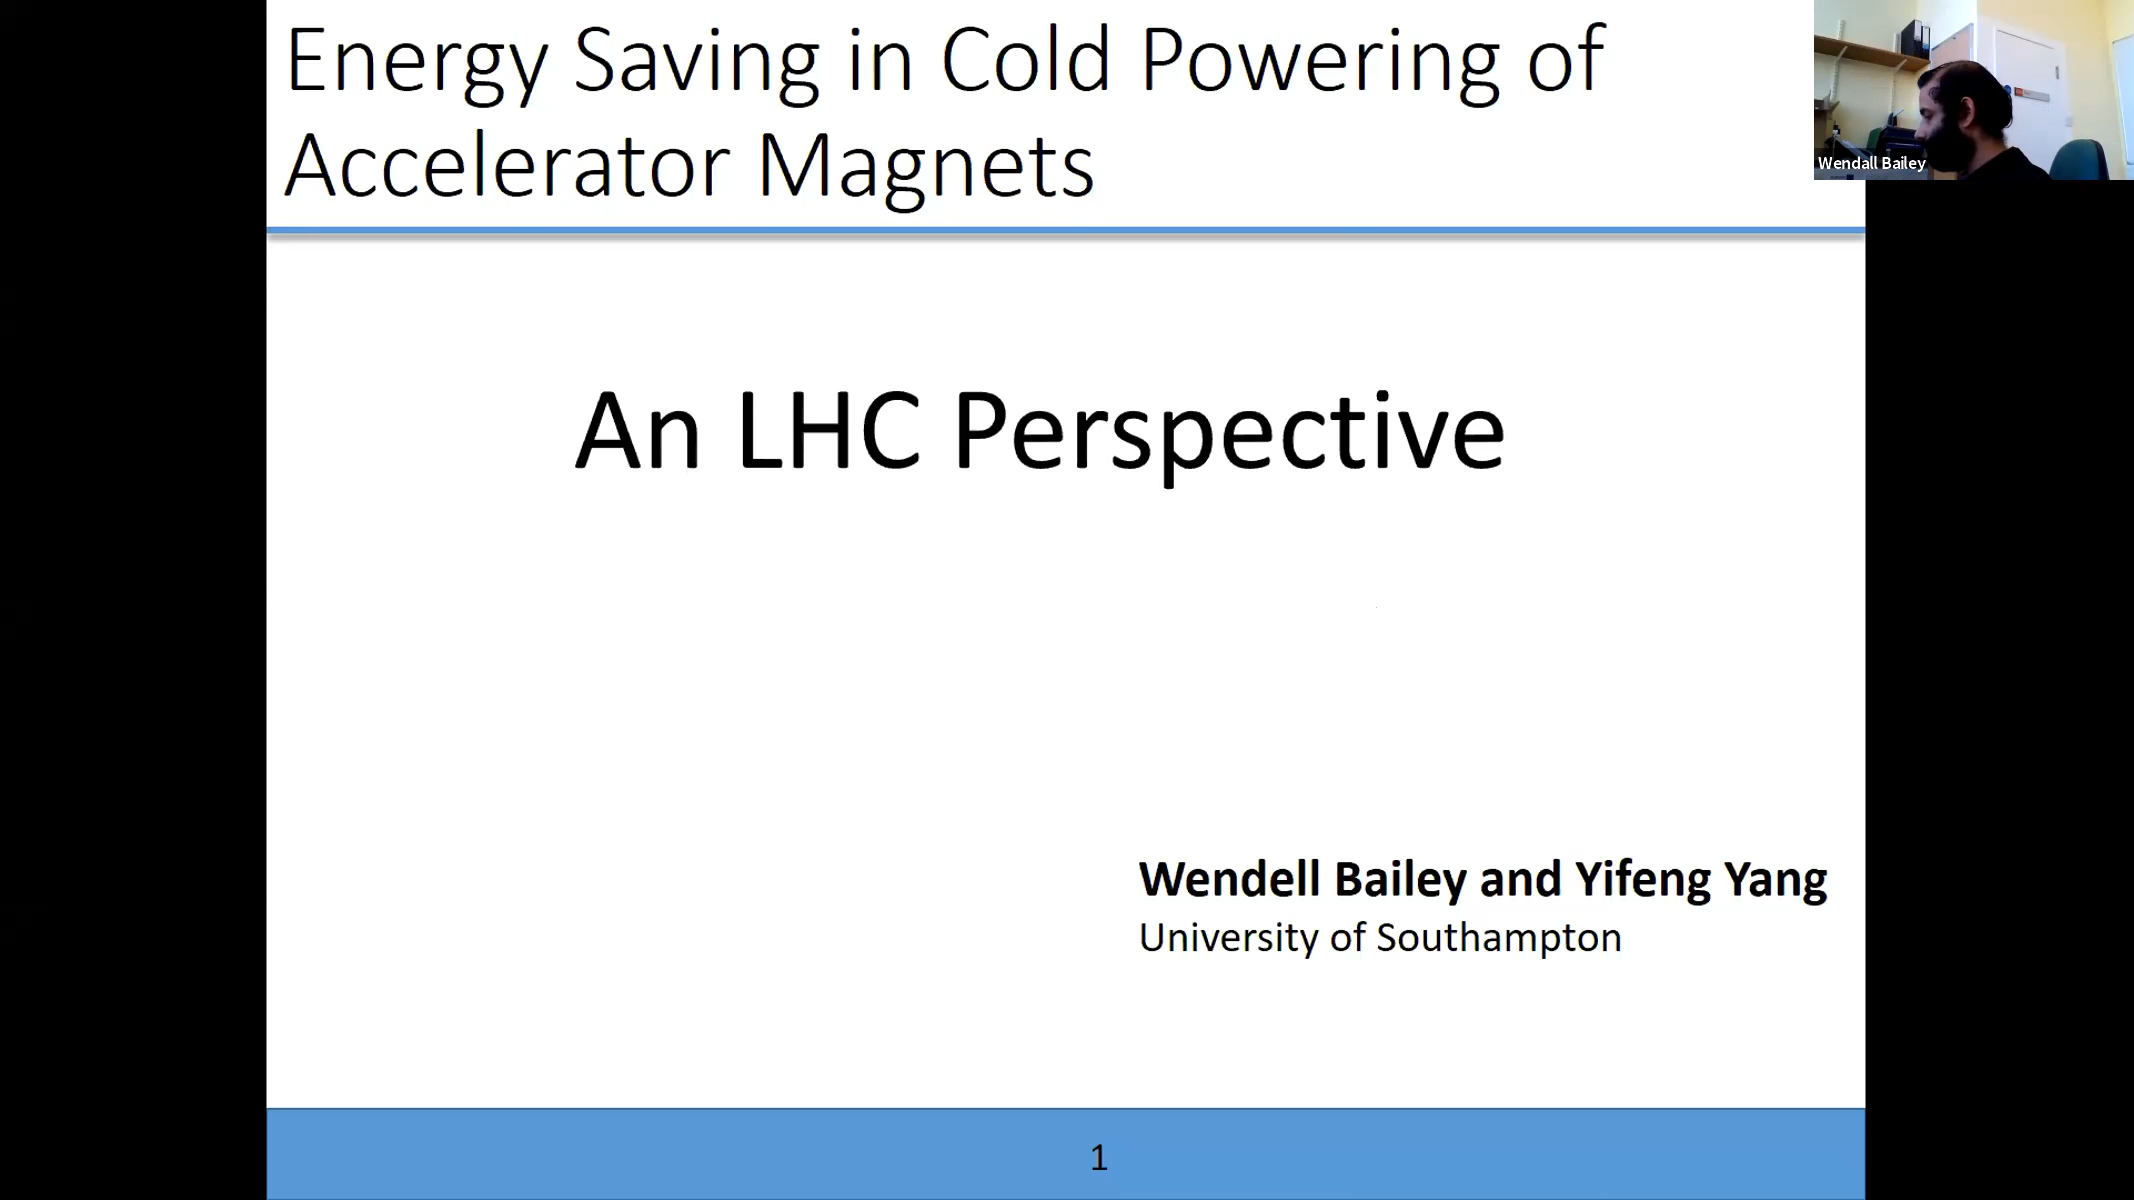 Energy Saving in Cold Powering of
Accelerator Magnets
Wendall Bailey
An LHC Perspective
Wendell Bailey and Yifeng Yang
University of Southampton
1